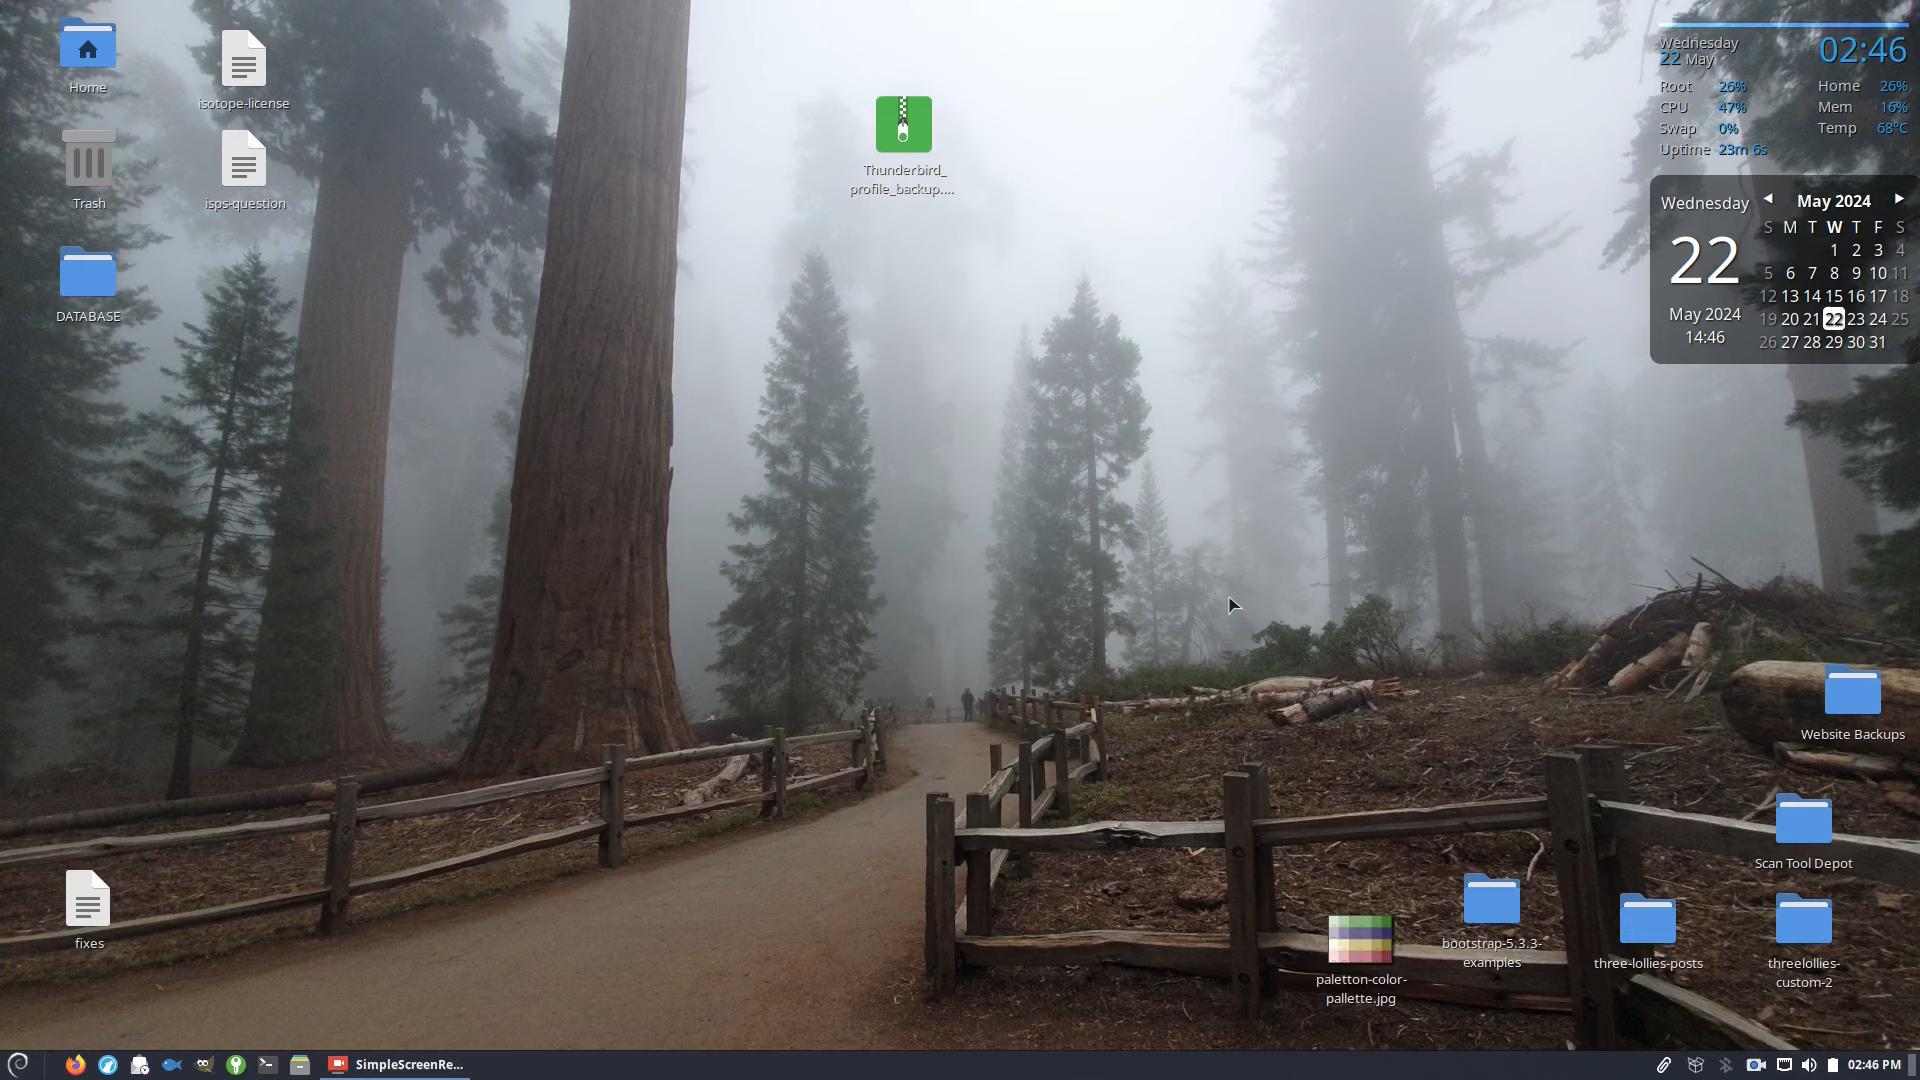 Home
isotope-license
Trash
isps-question
DATABASE
Thunderbird_
profile_backup....
Wednesday
22 May
02:46
Root 26% Home 26%
CPU 47% Mem 16%
Swap 0% Temp 68°C
Uptime 23m 6s
Wednesday
22
May 2024
14:46
May 2024
S M T W T F S
1 2 3 4
5 6 7 8 9 10 11
12 13 14 15 16 17 18
19 20 21 22 23 24 25
26 27 28 29 30 31
Website Backups
Scan Tool Depot
fixes
paletton-color-
pallette.jpg
bootstrap-5.3.3-
examples
three-lollies-posts
threelollies-
custom-2
SimpleScreenRe...
02:46 PM